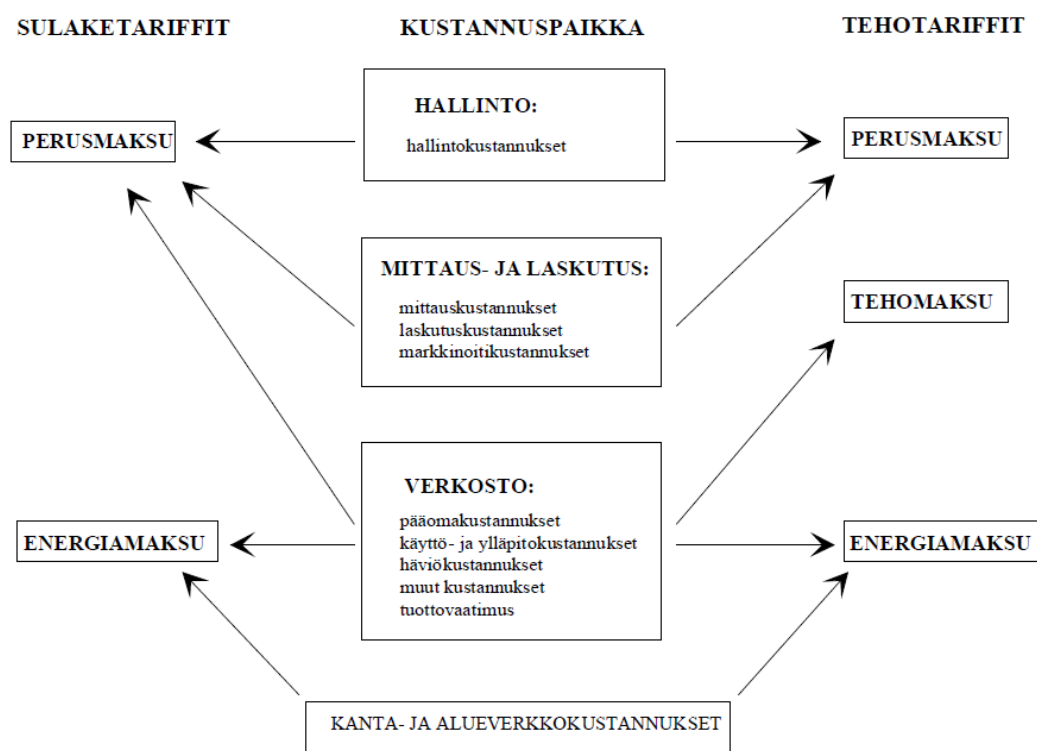 SULAKETARIFFIT
KUSTANNUSPAIKKA
TEHOTARIFFIT
HALLINTO:
hallintokustannukset
PERUSMAKSU
PERUSMAKSU
MITTAUS- JA LASKUTUS:
mittauskustannukset
laskutuskustannukset
markkinoitikustannukset
TEHOMAKSU
VERKOSTO:
pääomakustannukset
käyttö- ja ylläpitokustannukset
häviökustannukset
muut kustannukset
tuottovaatimus
ENERGIAMAKSU
ENERGIAMAKSU
KANTA- JA ALUEVERKKOKUSTANNUKSET